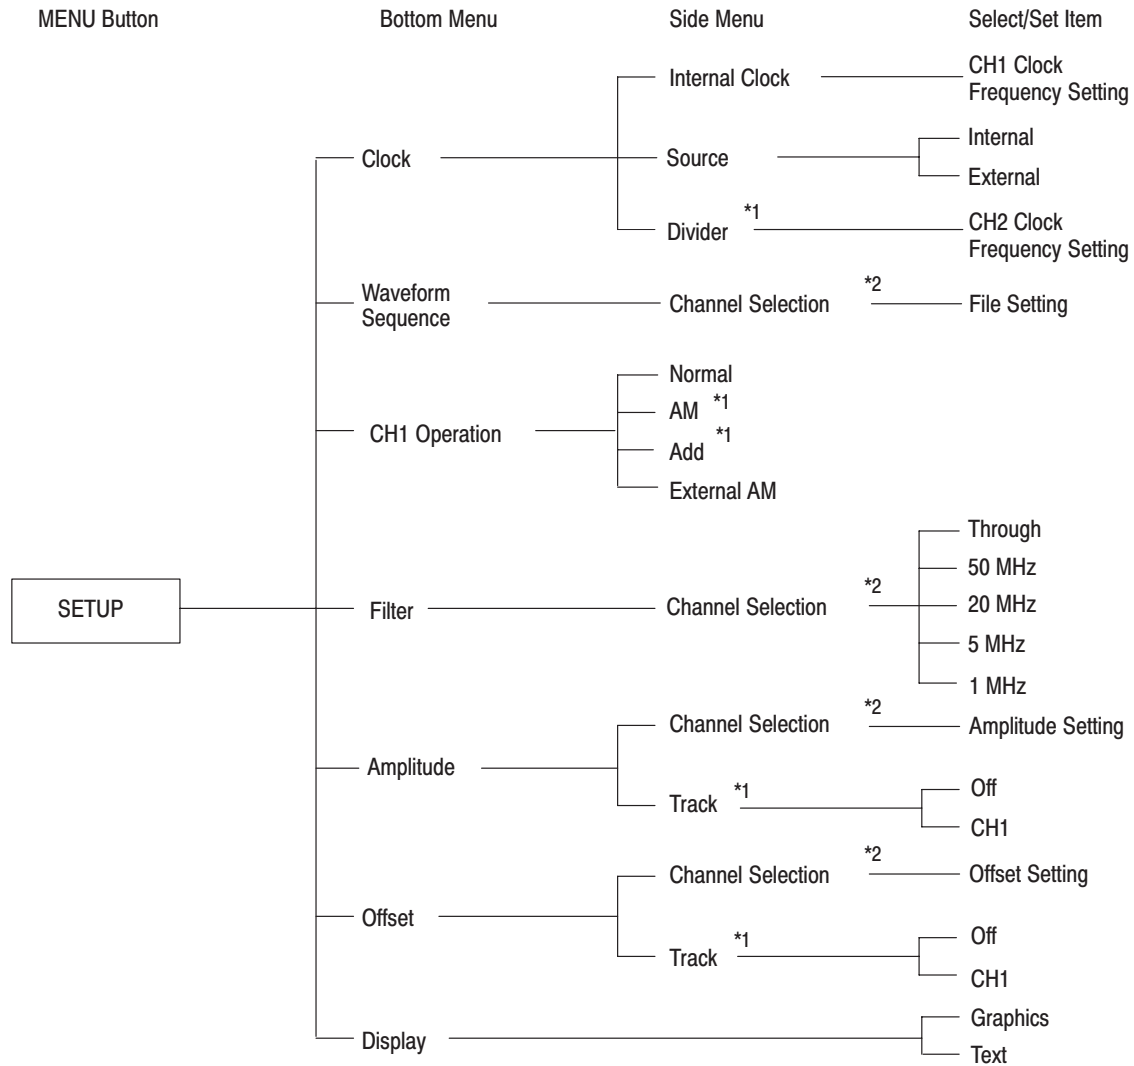 MENU Button Bottom Menu Side Menu Select/Set Item
Internal Clock CH1 Clock
Frequency Setting
Clock Source Internal
External
Divider *1 CH2 Clock
Frequency Setting
Waveform
Sequence Channel Selection *2 File Setting
CH1 Operation Normal
AM *1
Add *1
External AM
SETUP Filter Channel Selection *2 Through
50 MHz
20 MHz
5 MHz
1 MHz
Amplitude Channel Selection *2 Amplitude Setting
Track *1 Off
CH1
Offset Channel Selection *2 Offset Setting
Track *1 Off
CH1
Display Graphics
Text